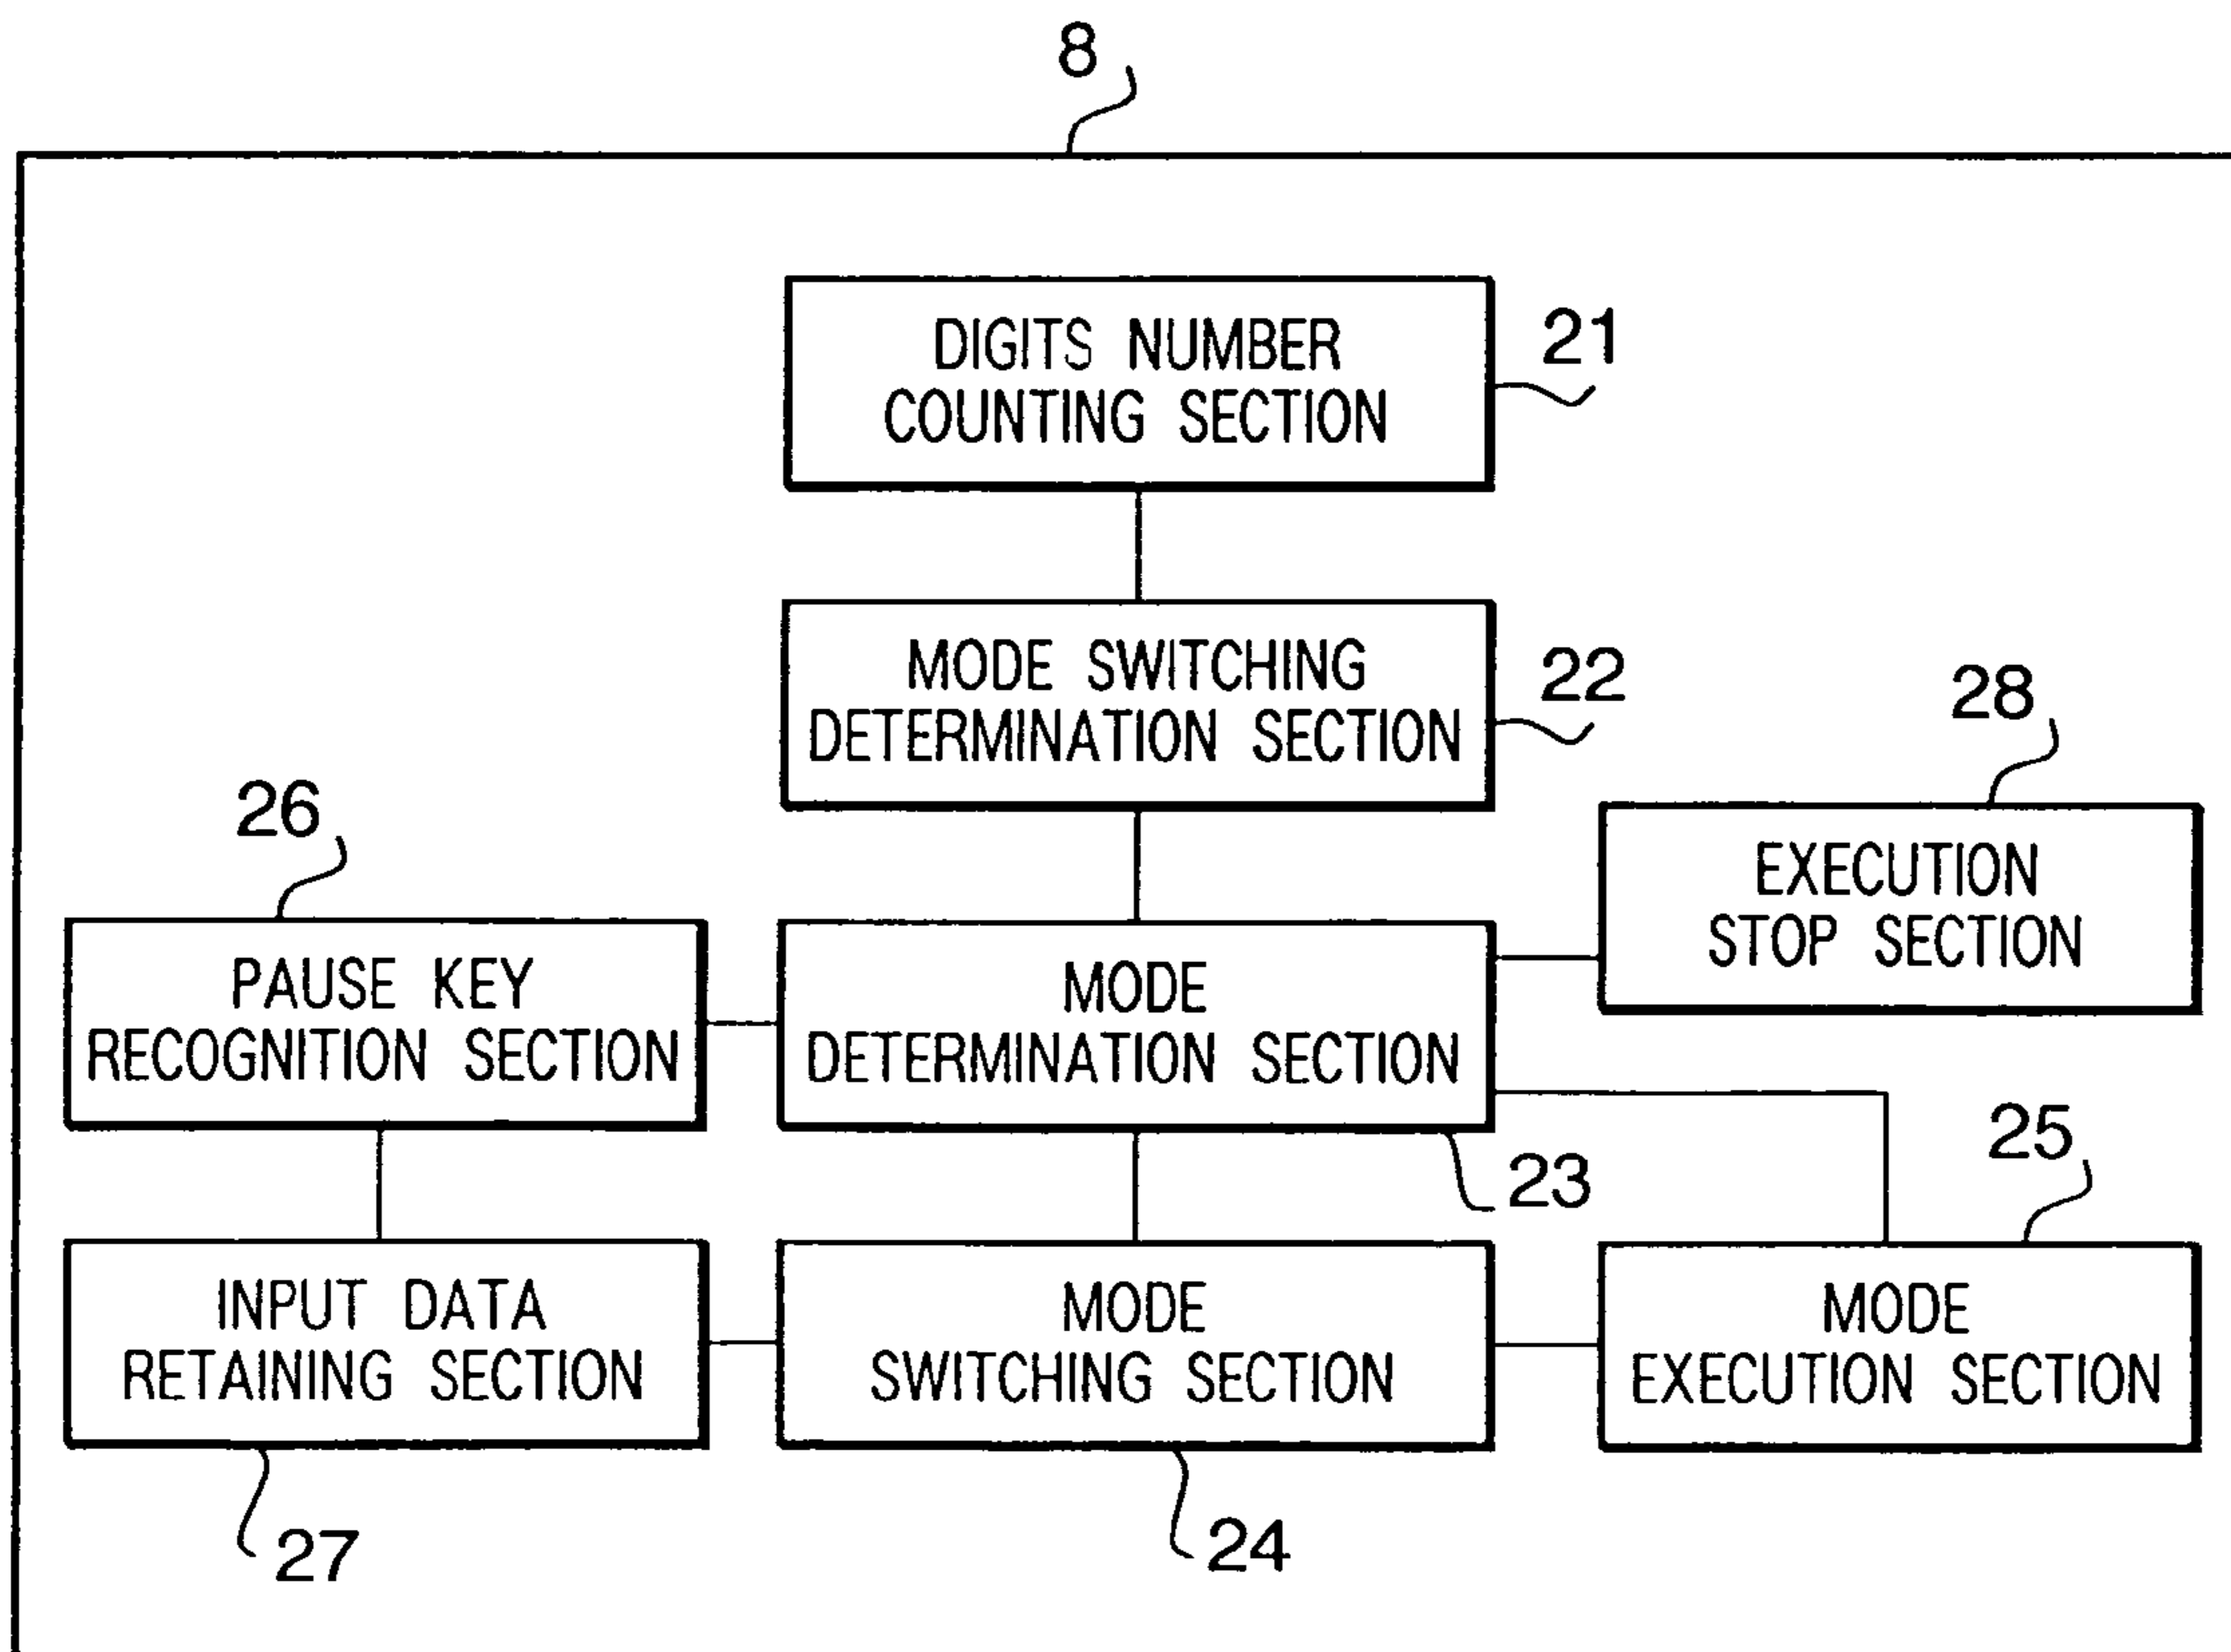 8
DIGITS NUMBER
COUNTING SECTION
21
MODE SWITCHING
DETERMINATION SECTION
22
28
EXECUTION
STOP SECTION
26
PAUSE KEY
RECOGNITION SECTION
MODE
DETERMINATION SECTION
23
25
INPUT DATA
RETAINING SECTION
27
MODE
SWITCHING SECTION
24
MODE
EXECUTION SECTION